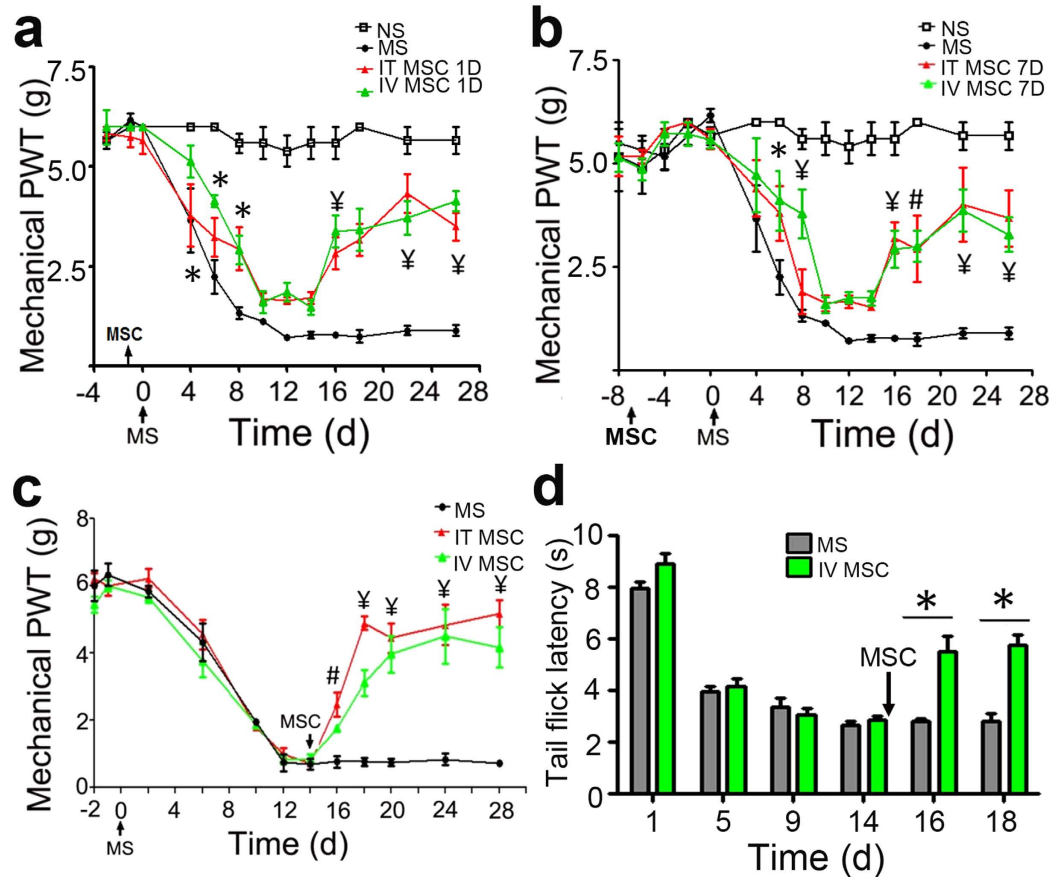 a
NS
MS
IT MSC 1D
IV MSC 1D
Mechanical PWT (g)
7.5
5.0
2.5
* * * * ¥ ¥ ¥
MSC
-4 0 4 8 12 16 20 24 28
MS
Time (d)
b
NS
MS
IT MSC 7D
IV MSC 7D
Mechanical PWT (g)
7.5
5.0
2.5
* ¥ ¥ # ¥ ¥
-8 -4 0 4 8 12 16 20 24 28
MSC
MS
Time (d)
c
MS
IT MSC
IV MSC
Mechanical PWT (g)
8
6
4
2
0
# ¥ ¥ ¥ ¥
MSC
-2 0 4 8 12 16 20 24 28
MS
Time (d)
d
MS
IV MSC
Tail flick latency (s)
10
8
6
4
2
0
* *
MSC
1 5 9 14 16 18
Time (d)